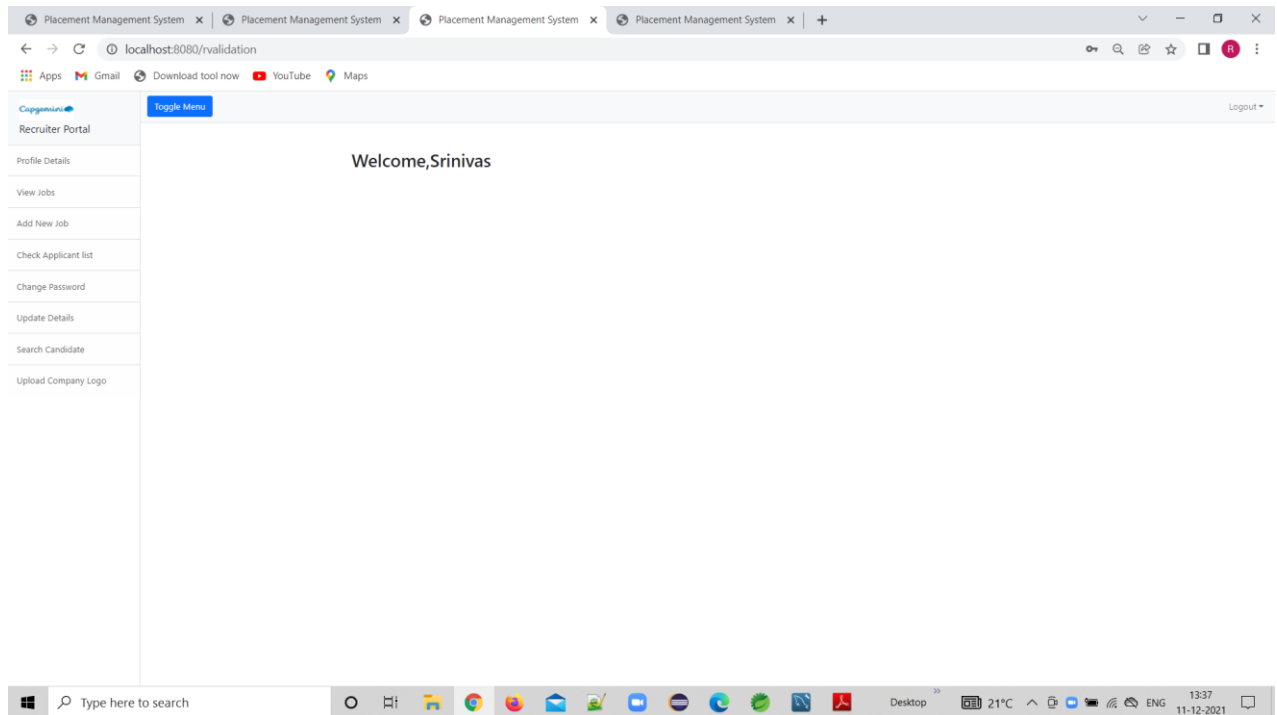 Placement Management System Placement Management System Placement Management System Placement Management System
localhost:8080/rvalidation R
Apps Gmail Download tool now YouTube Maps
Capgemini
Recruiter Portal
Toggle Menu
Logout
Welcome,Srinivas
Profile Details
View Jobs
Add New Job
Check Applicant list
Change Password
Update Details
Search Candidate
Upload Company Logo
Type here to search Desktop 21°C ENG 13:37
11-12-2021